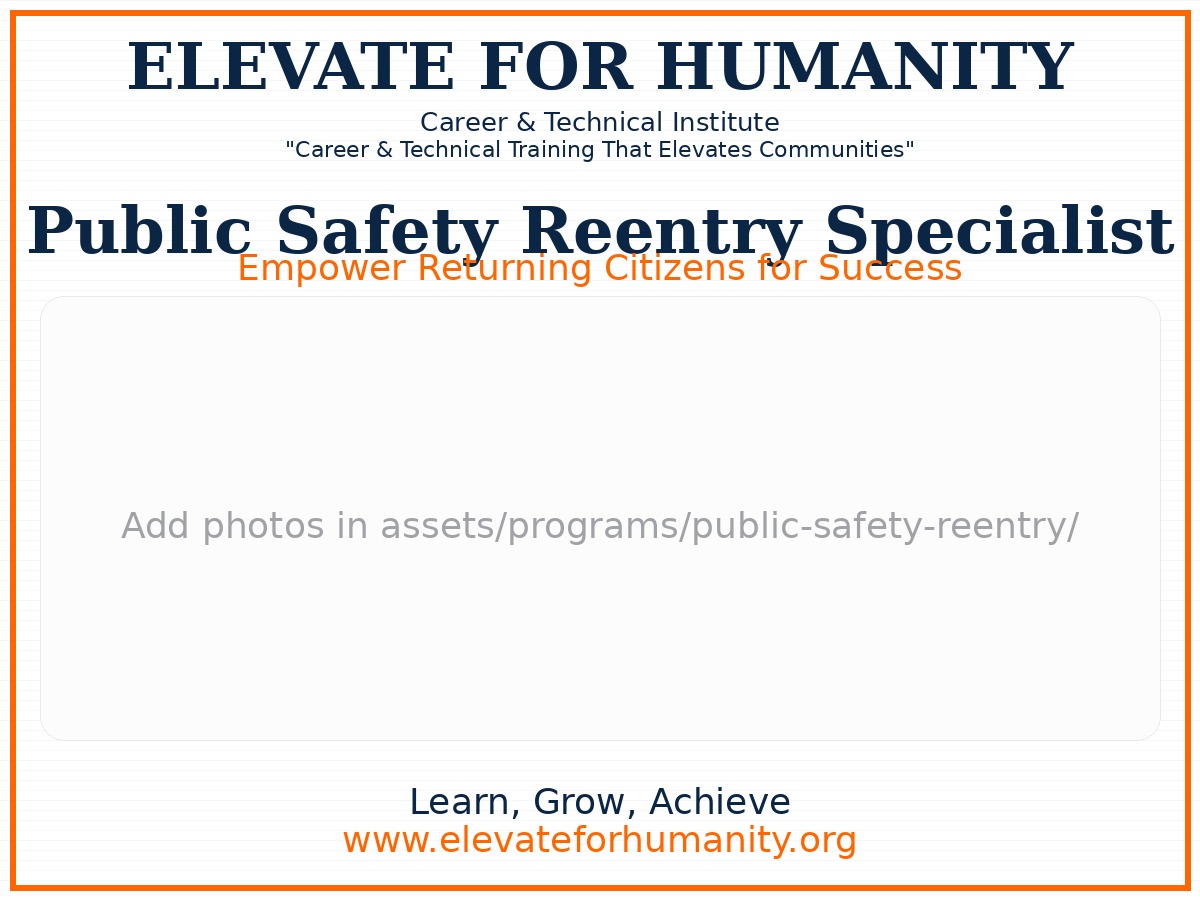 ELEVATE FOR HUMANITY
Career & Technical Institute
"Career & Technical Training That Elevates Communities"
Public Safety Reentry Specialist
Empower Returning Citizens for Success
Add photos in assets/programs/public-safety-reentry/
Learn, Grow, Achieve
www.elevateforhumanity.org